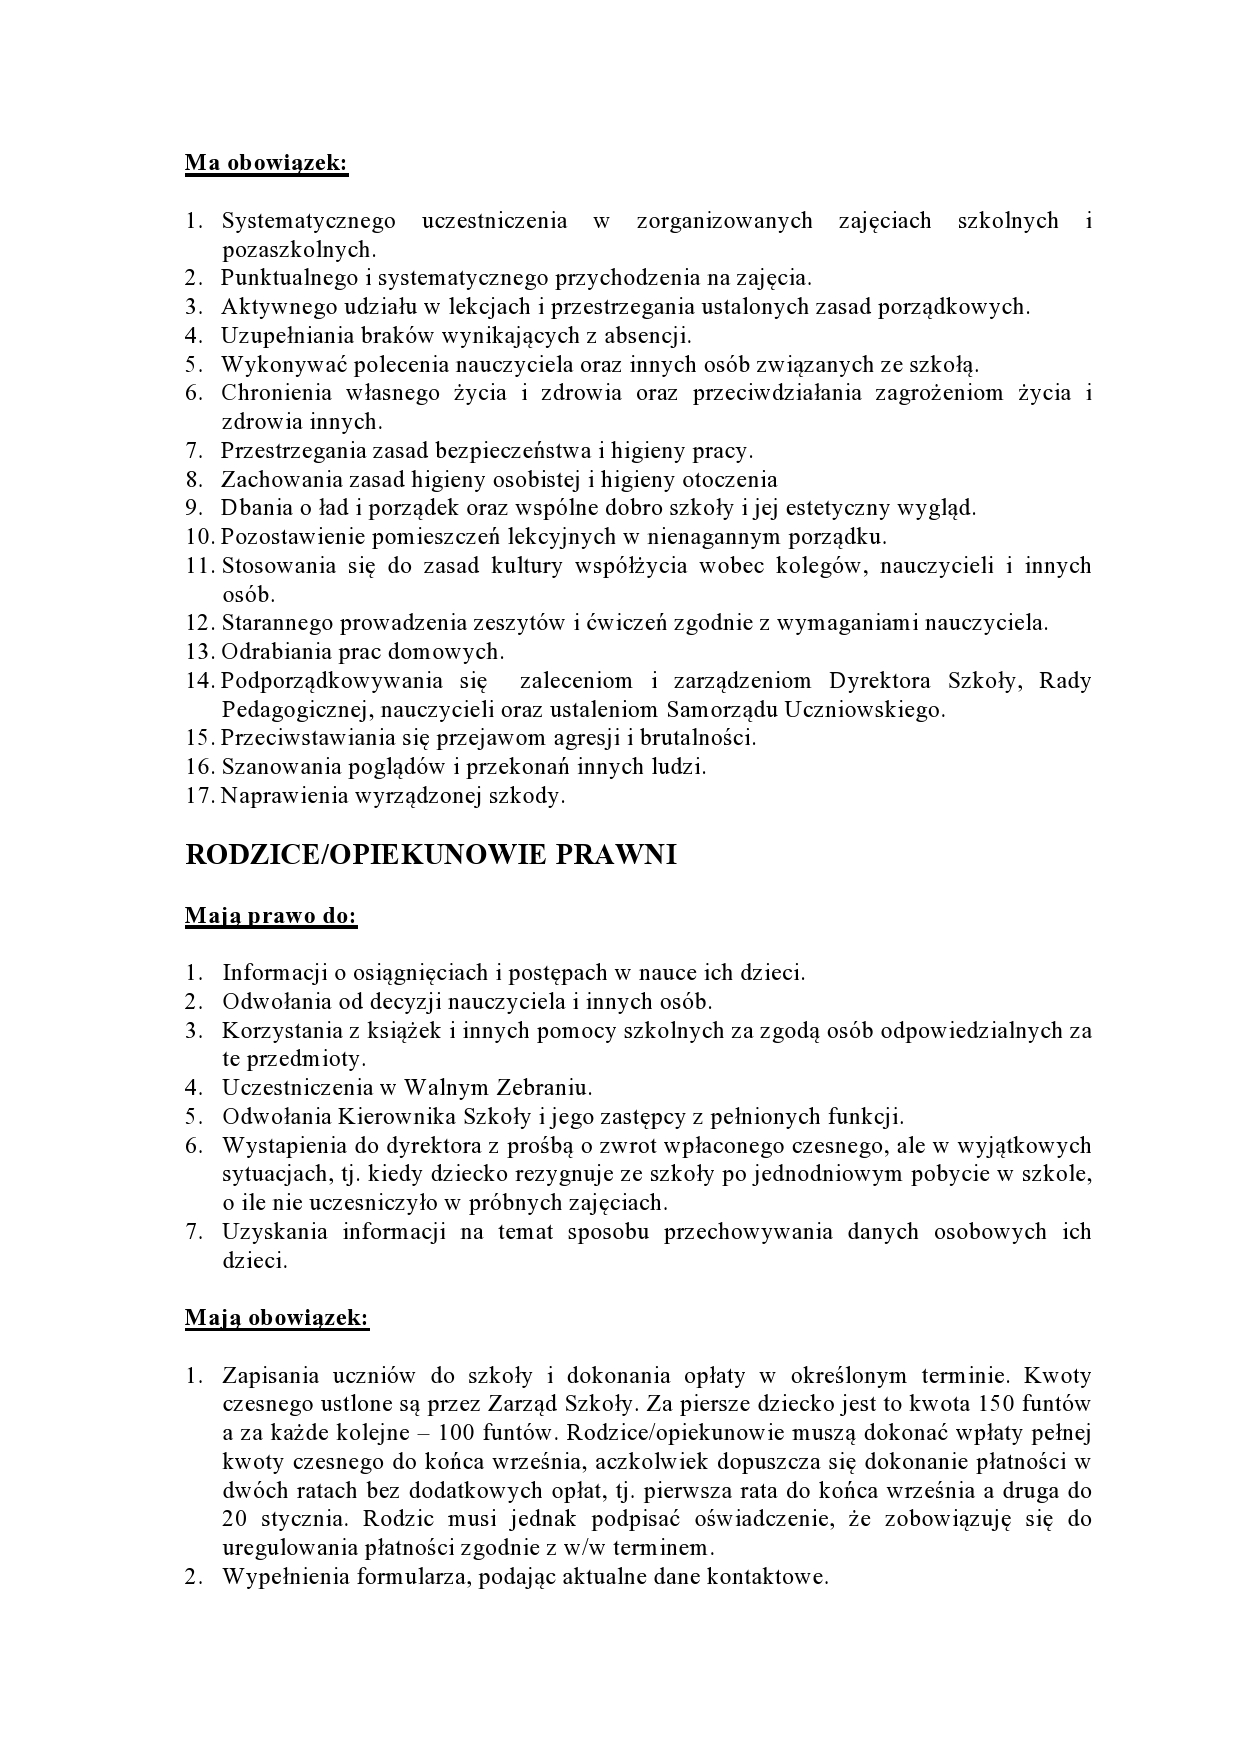 Ma obowiązek:
1. Systematycznego uczestniczenia w zorganizowanych zajęciach szkolnych i
pozaszkolnych.
2. Punktualnego i systematycznego przychodzenia na zajęcia.
3. Aktywnego udziału w lekcjach i przestrzegania ustalonych zasad porządkowych.
4. Uzupełniania braków wynikających z absencji.
5. Wykonywać polecenia nauczyciela oraz innych osób związanych ze szkołą.
6. Chronienia własnego życia i zdrowia oraz przeciwdziałania zagrożeniom życia i
zdrowia innych.
7. Przestrzegania zasad bezpieczeństwa i higieny pracy.
8. Zachowania zasad higieny osobistej i higieny otoczenia
9. Dbania o ład i porządek oraz wspólne dobro szkoły i jej estetyczny wygląd.
10. Pozostawienie pomieszczeń lekcyjnych w nienagannym porządku.
11. Stosowania się do zasad kultury współżycia wobec kolegów, nauczycieli i innych
osób.
12. Starannego prowadzenia zeszytów i ćwiczeń zgodnie z wymaganiami nauczyciela.
13. Odrabiania prac domowych.
14. Podporządkowywania się zaleceniom i zarządzeniom Dyrektora Szkoły, Rady
Pedagogicznej, nauczycieli oraz ustaleniom Samorządu Uczniowskiego.
15. Przeciwstawiania się przejawom agresji i brutalności.
16. Szanowania poglądów i przekonań innych ludzi.
17. Naprawienia wyrządzonej szkody.
RODZICE/OPIEKUNOWIE PRAWNI
Mają prawo do:
1. Informacji o osiągnięciach i postępach w nauce ich dzieci.
2. Odwołania od decyzji nauczyciela i innych osób.
3. Korzystania z książek i innych pomocy szkolnych za zgodą osób odpowiedzialnych za
te przedmioty.
4. Uczestniczenia w Walnym Zebraniu.
5. Odwołania Kierownika Szkoły i jego zastępcy z pełnionych funkcji.
6. Wystapienia do dyrektora z prośbą o zwrot wpłaconego czesnego, ale w wyjątkowych
sytuacjach, tj. kiedy dziecko rezygnuje ze szkoły po jednodniowym pobycie w szkole,
o ile nie uczesniczyło w próbnych zajęciach.
7. Uzyskania informacji na temat sposobu przechowywania danych osobowych ich
dzieci.
Mają obowiązek:
1. Zapisania uczniów do szkoły i dokonania opłaty w określonym terminie. Kwoty
czesnego ustlone są przez Zarząd Szkoły. Za piersze dziecko jest to kwota 150 funtów
a za każde kolejne – 100 funtów. Rodzice/opiekunowie muszą dokonać wpłaty pełnej
kwoty czesnego do końca września, aczkolwiek dopuszcza się dokonanie płatności w
dwóch ratach bez dodatkowych opłat, tj. pierwsza rata do końca września a druga do
20 stycznia. Rodzic musi jednak podpisać oświadczenie, że zobowiązuję się do
uregulowania płatności zgodnie z w/w terminem.
2. Wypełnienia formularza, podając aktualne dane kontaktowe.